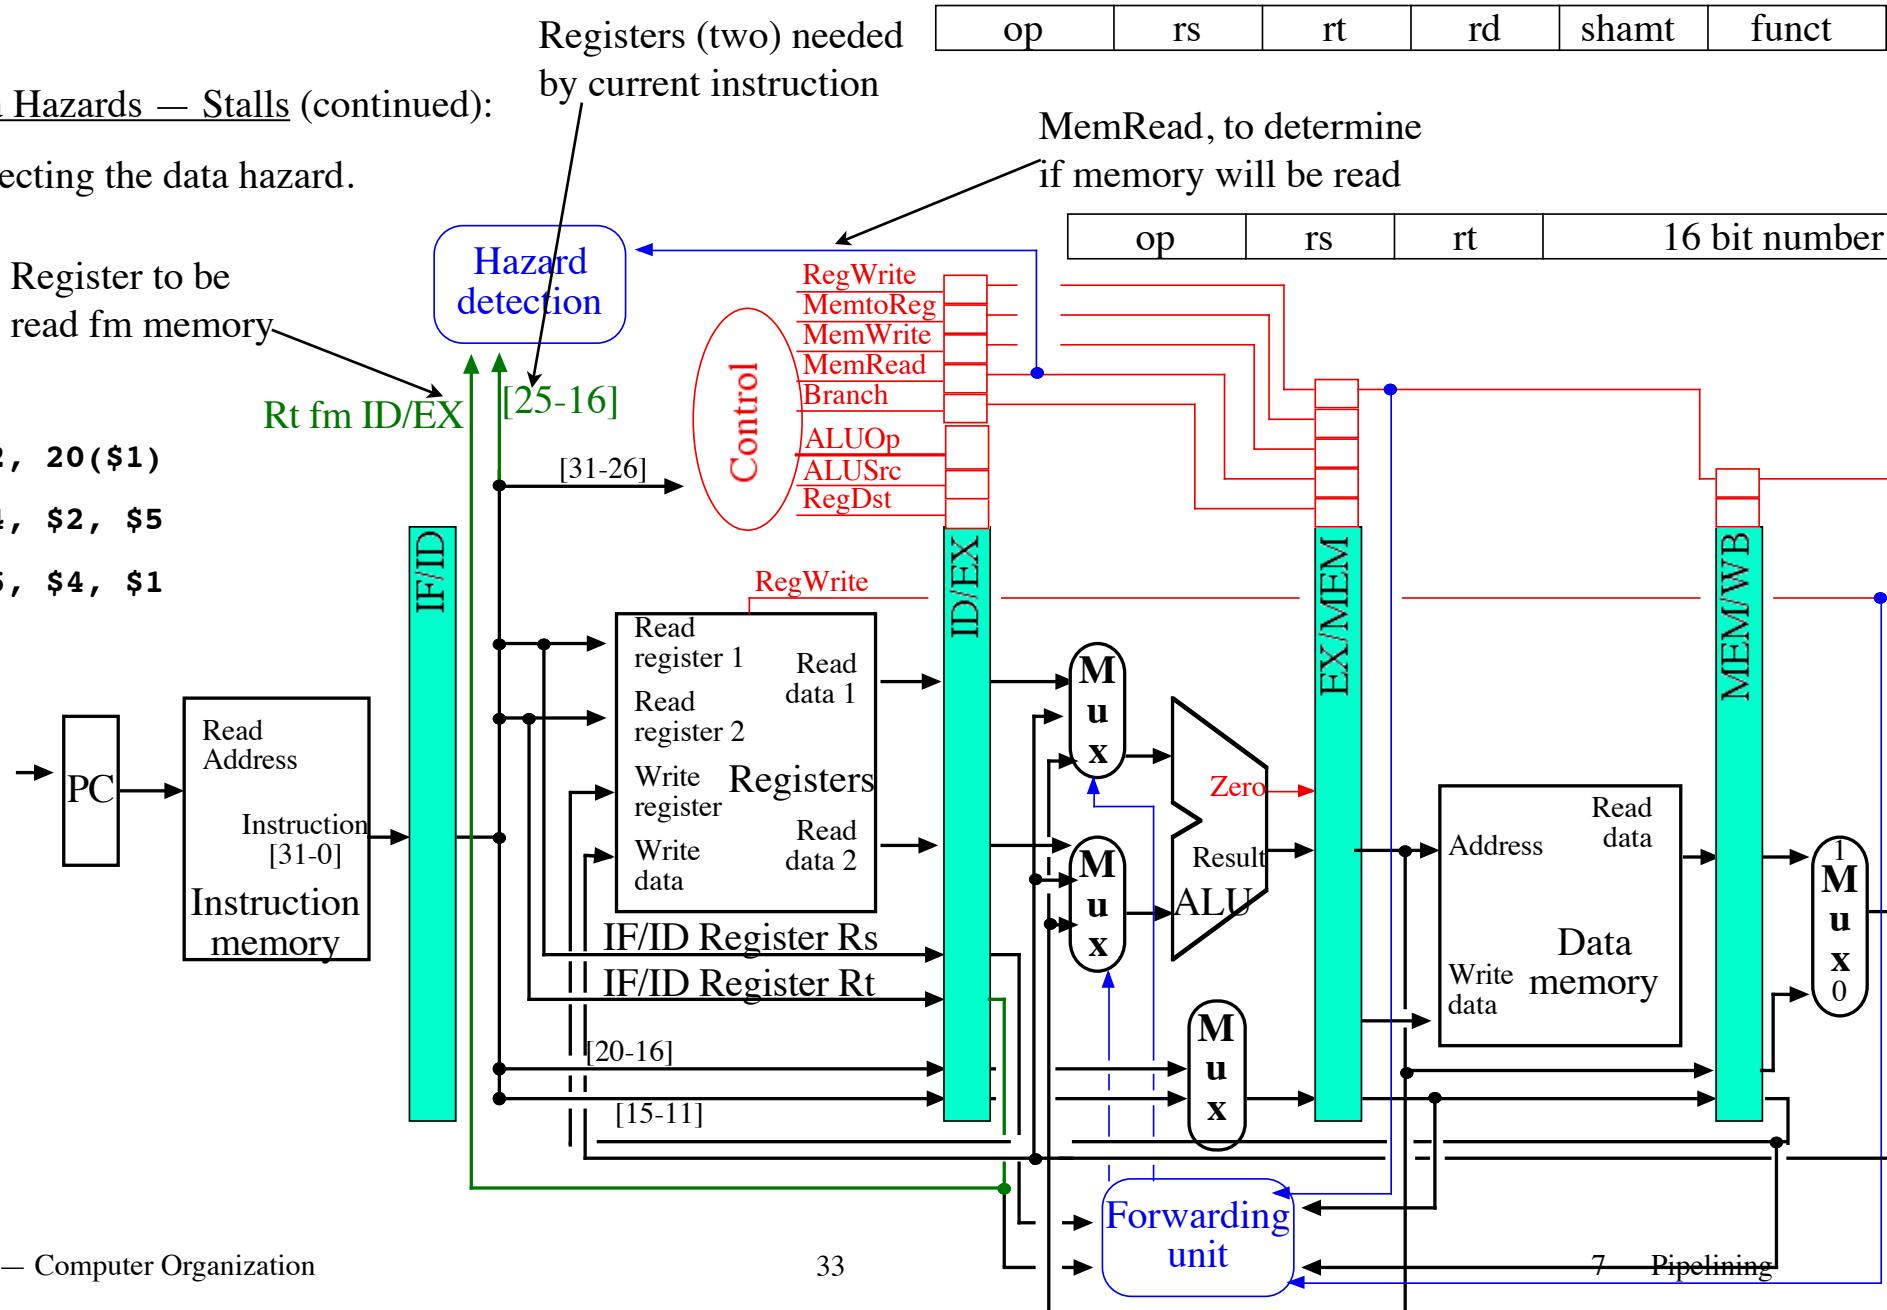 Registers (two) needed
by current instruction
op rs rt rd shamt funct
Hazards — Stalls (continued):
ecting the data hazard.
MemRead, to determine
if memory will be read
op rs rt 16 bit number
Register to be
read fm memory
Hazard
detection
Rt fm ID/EX
[25-16]
[31-26]
Control
RegWrite
MemtoReg
MemWrite
MemRead
Branch
ALUOp
ALUSrc
RegDst
, 20($1)
, $2, $5
, $4, $1
IF/ID
ID/EX
EX/MEM
MEM/WB
RegWrite
PC
Read
Address
Instruction
[31-0]
Instruction
memory
Read
register 1
Read
register 2
Write
register
Write
data
Registers
Read
data 1
Read
data 2
IF/ID Register Rs
IF/ID Register Rt
[20-16]
[15-11]
M
u
x
M
u
x
M
u
x
Zero
Result
ALU
Address
Read
data
Write
data
Data
memory
1
M
u
x
0
Forwarding
unit
— Computer Organization
33
7 Pipelining